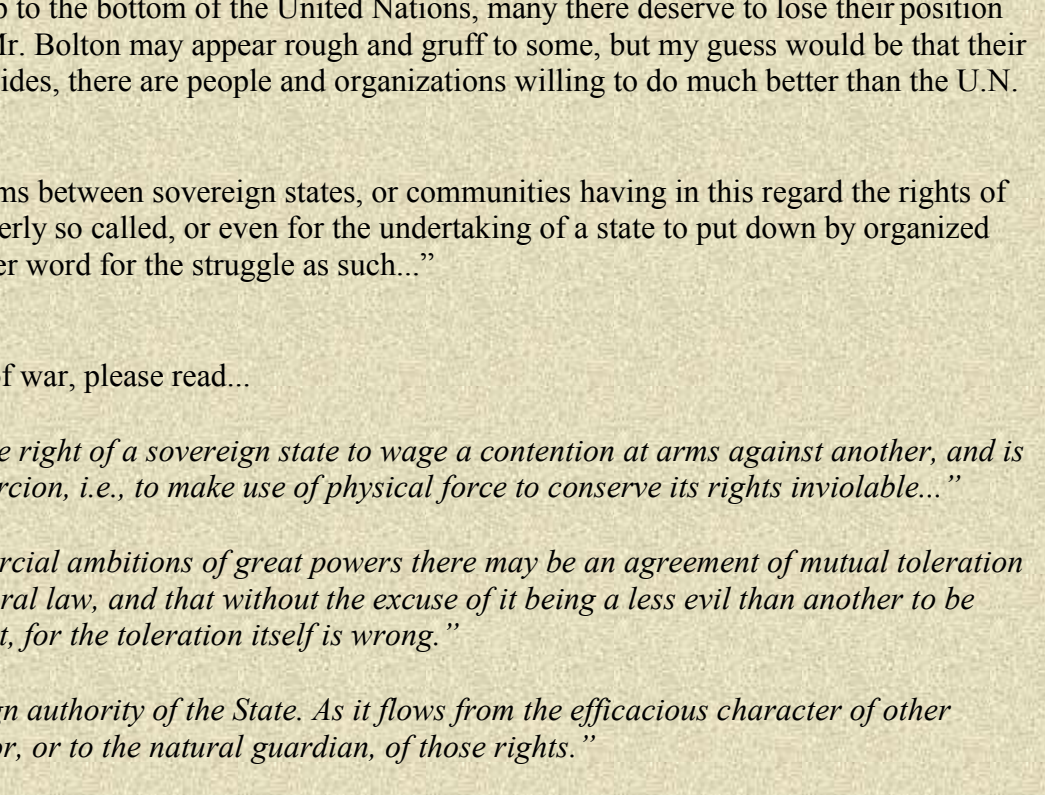 to the bottom of the United Nations, many there deserve to lose their position
Mr. Bolton may appear rough and gruff to some, but my guess would be that their
ides, there are people and organizations willing to do much better than the U.N.
ms between sovereign states, or communities having in this regard the rights of
erly so called, or even for the undertaking of a state to put down by organized
er word for the struggle as such...”
of war, please read...
e right of a sovereign state to wage a contention at arms against another, and is
rcion, i.e., to make use of physical force to conserve its rights inviolable...”
rcial ambitions of great powers there may be an agreement of mutual toleration
ral law, and that without the excuse of it being a less evil than another to be
t, for the toleration itself is wrong.”
gn authority of the State. As it flows from the efficacious character of other
or, or to the natural guardian, of those rights.”